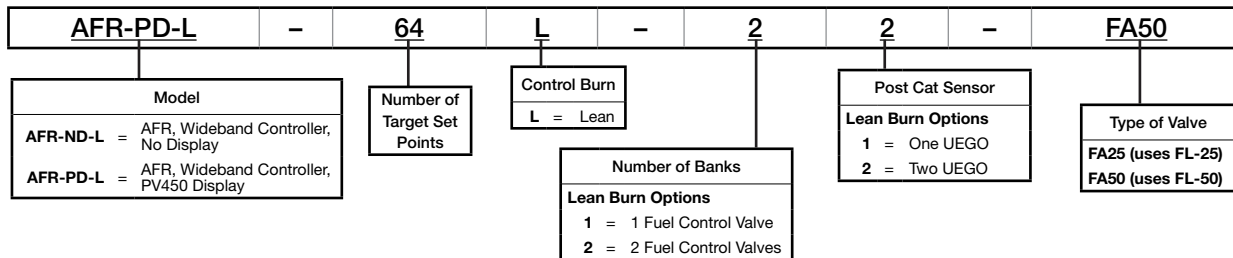 AFR-PD-L – 64 L – 2 2 – FA50
Model
AFR-ND-L = AFR, Wideband Controller, No Display
AFR-PD-L = AFR, Wideband Controller, PV450 Display
Number of
Target Set
Points
Control Burn
L = Lean
Number of Banks
Lean Burn Options
1 = 1 Fuel Control Valve
2 = 2 Fuel Control Valves
Post Cat Sensor
Lean Burn Options
1 = One UEGO
2 = Two UEGO
Type of Valve
FA25 (uses FL-25)
FA50 (uses FL-50)